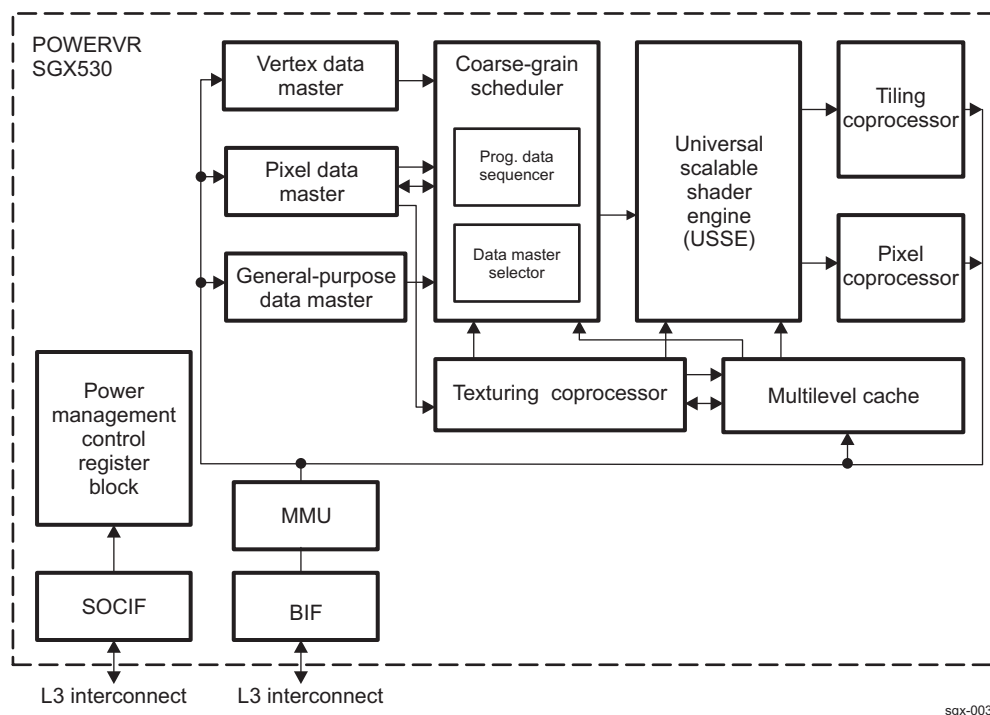 POWERVR
SGX530
Vertex data
master
Coarse-grain
scheduler
Tiling
coprocessor
Pixel data
master
Prog. data
sequencer
Universal
scalable
shader
engine
(USSE)
General-purpose
data master
Data master
selector
Pixel
coprocessor
Power
management
control
register
block
Texturing coprocessor
Multilevel cache
MMU
SOCIF
BIF
L3 interconnect
L3 interconnect
sgx-003